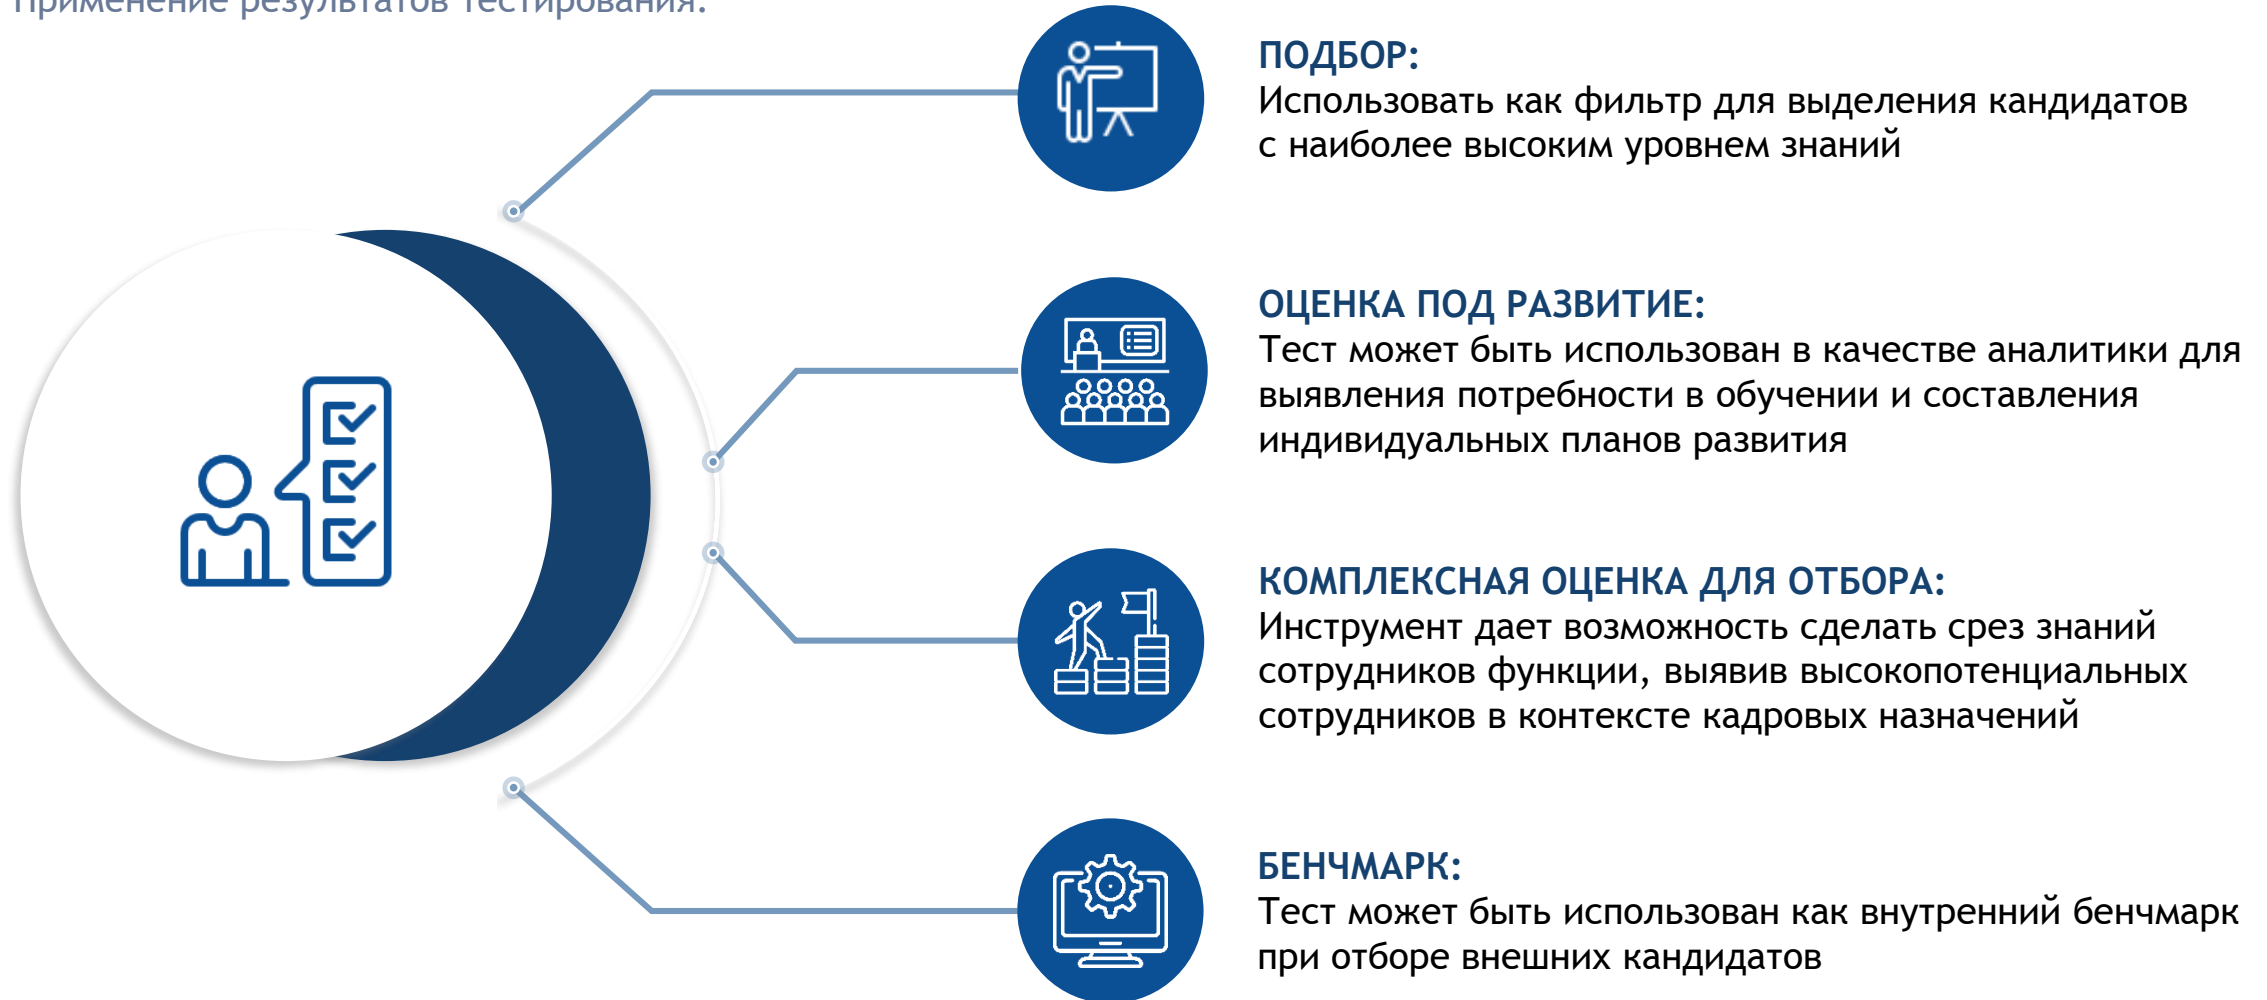 Применение результатов тестирования:
ПОДБОР:
Использовать как фильтр для выделения кандидатов
с наиболее высоким уровнем знаний
ОЦЕНКА ПОД РАЗВИТИЕ:
Тест может быть использован в качестве аналитики для
выявления потребности в обучении и составления
индивидуальных планов развития
КОМПЛЕКСНАЯ ОЦЕНКА ДЛЯ ОТБОРА:
Инструмент дает возможность сделать срез знаний
сотрудников функции, выявив высокопотенциальных
сотрудников в контексте кадровых назначений
БЕНЧМАРК:
Тест может быть использован как внутренний бенчмарк
при отборе внешних кандидатов